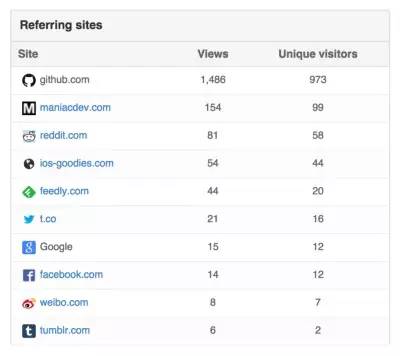 Referring sites
Site Views Unique visitors
github.com 1,486 973
M maniacdev.com 154 99
reddit.com 81 58
ios-goodies.com 54 44
feedly.com 44 20
t.co 21 16
g Google 15 12
f facebook.com 14 12
weibo.com 8 7
t tumblr.com 6 2